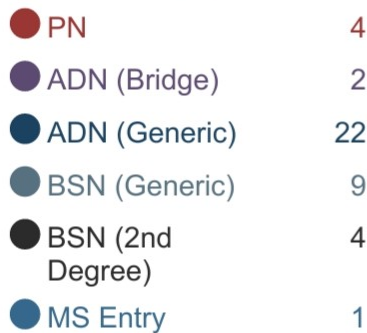 PN 4
ADN (Bridge) 2
ADN (Generic) 22
BSN (Generic) 9
BSN (2nd 4
Degree)
MS Entry 1